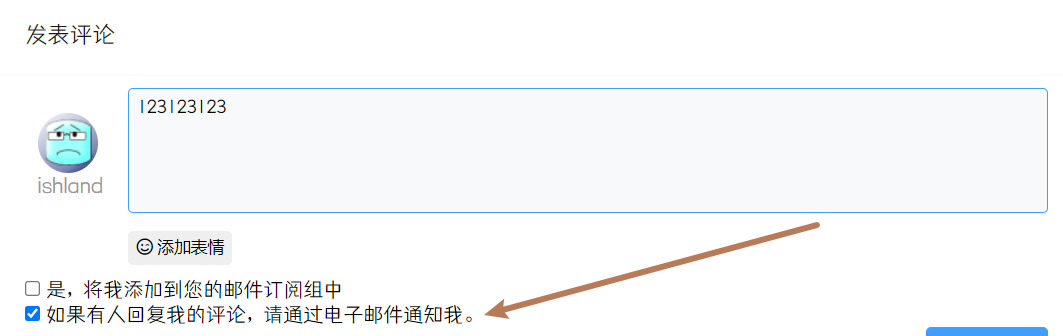 发表评论
123123123
ishland
添加表情
是，将我添加到您的邮件订阅组中
如果有人回复我的评论，请通过电子邮件通知我。